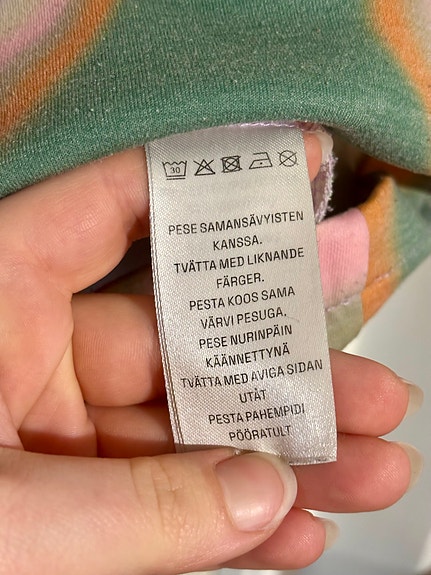 30
PESE SAMANSÄVYISTEN
KANSSA.
TVÄTTA MED LIKNANDE
FÄRGER.
PESTA KOOS SAMA
VÄRVI PESUGA.
PESE NURINPÄIN
KÄÄNNETTYNÄ
TVÄTTA MED AVIGA SIDAN
UTÅT
PESTA PAHEMPIDI
PÖÖRATULT